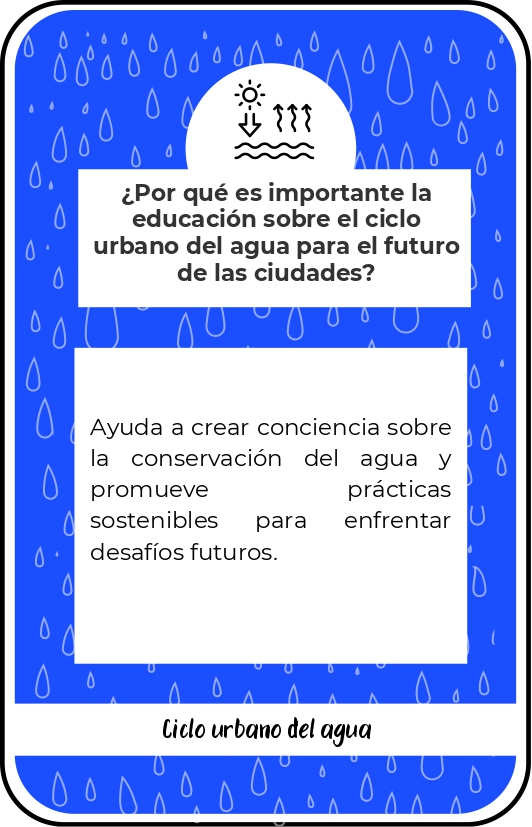 ¿Por qué es importante la
educación sobre el ciclo
urbano del agua para el futuro
de las ciudades?
Ayuda a crear conciencia sobre
la conservación del agua y
promueve prácticas
sostenibles para enfrentar
desafíos futuros.
Ciclo urbano del agua